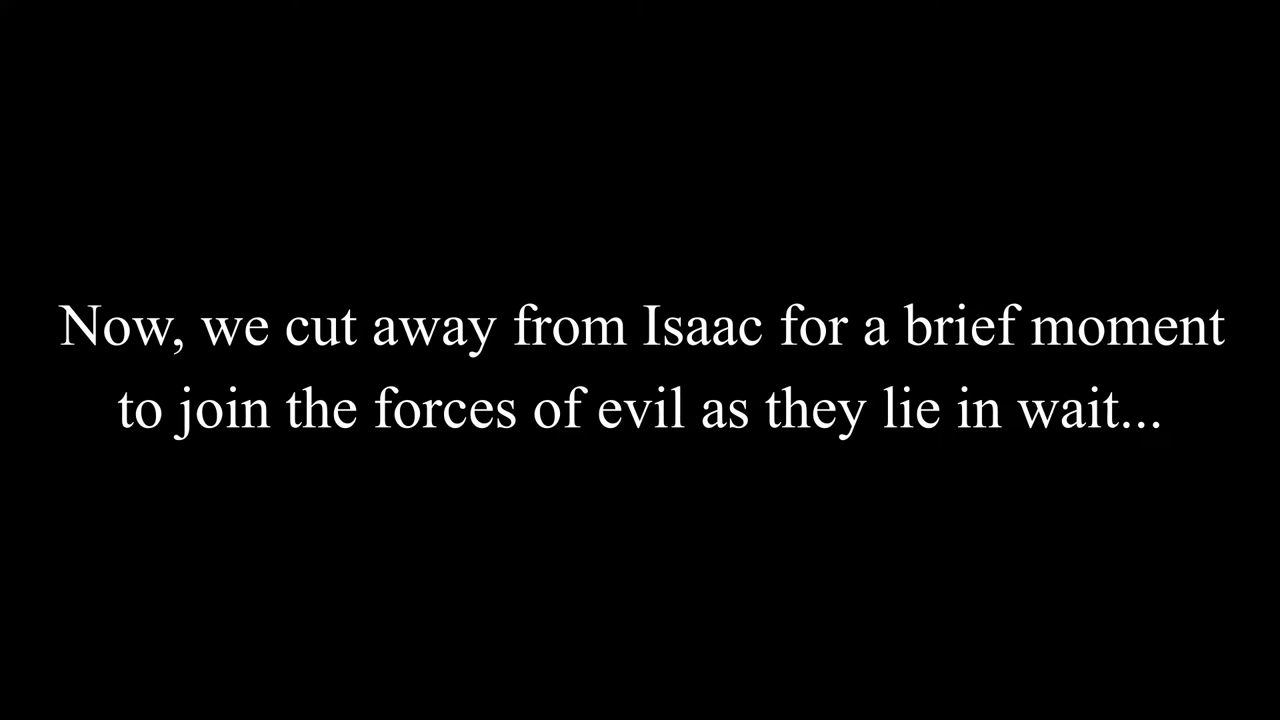 Now, we cut away from Isaac for a brief moment
to join the forces of evil as they lie in wait...